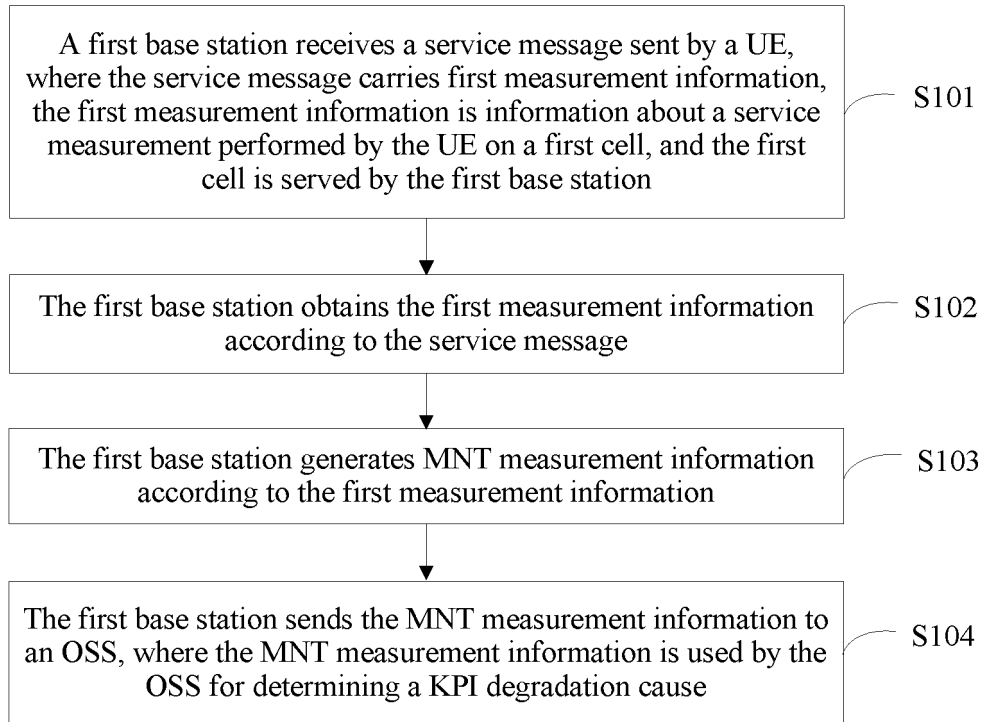 A first base station receives a service message sent by a UE,
where the service message carries first measurement information,
the first measurement information is information about a service
measurement performed by the UE on a first cell, and the first
cell is served by the first base station
S101
The first base station obtains the first measurement information
according to the service message
S102
The first base station generates MNT measurement information
according to the first measurement information
S103
The first base station sends the MNT measurement information to
an OSS, where the MNT measurement information is used by the
OSS for determining a KPI degradation cause
S104